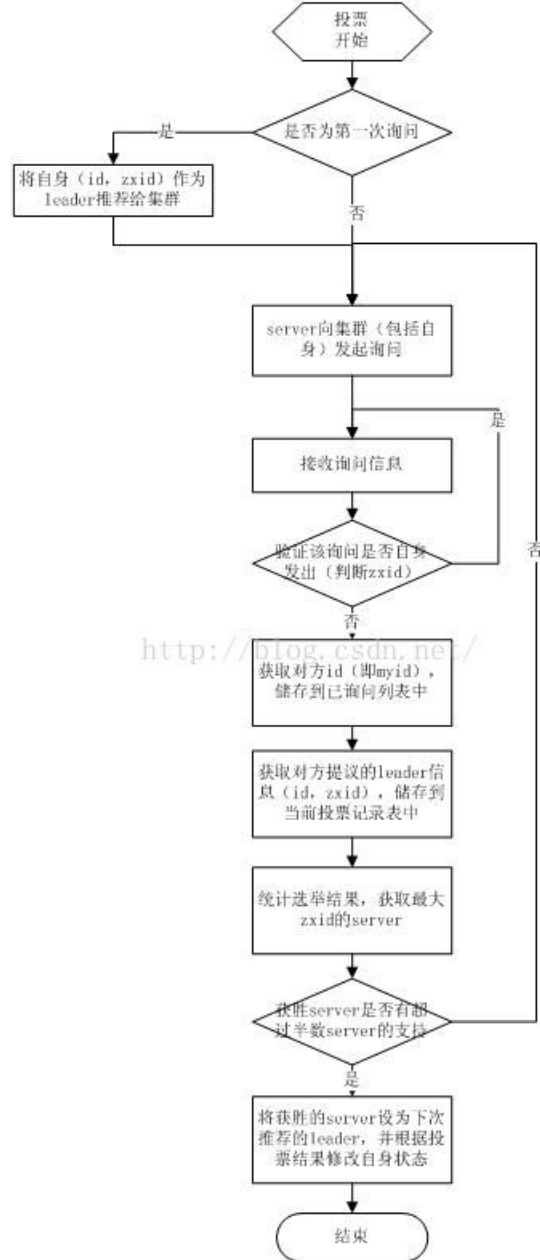 投票
开始
是否为第一次询问
是
将自身（id，zxid）作为
leader推荐给集群
否
server向集群（包括自
身）发起询问
是
接收询问信息
否
验证该询问是否自身
发出（判断zxid）
否
http://blog.csdn.net/
获取对方id（即myid），
储存到已询问列表中
获取对方提议的leader信
息（id，zxid），储存到
当前投票记录表中
统计选举结果，获取最大
zxid的server
获胜server是否有超
过半数server的支持
是
将获胜的server设为下次
推荐的leader，并根据投
票结果修改自身状态
结束